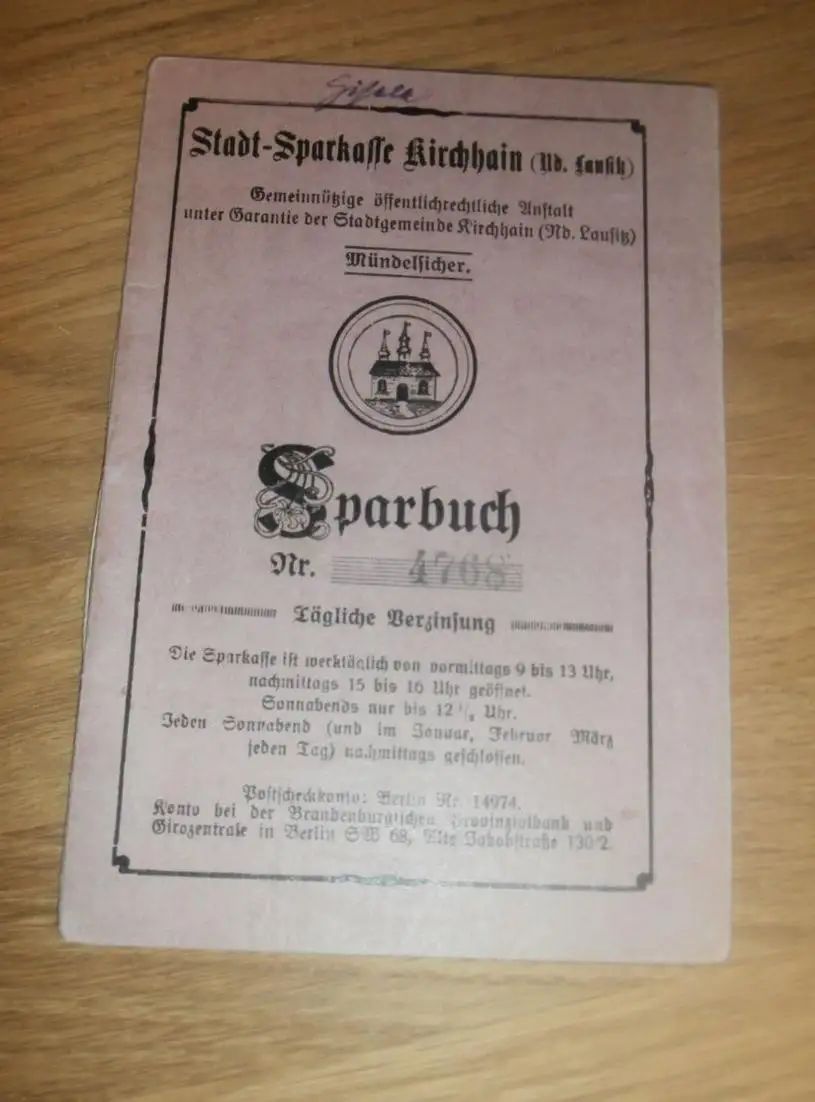 Gisela
Stadt-Sparkasse Kirchhain (Nd. Lausitz)
Gemeinnützige öffentlichrechtliche Anstalt
unter Garantie der Stadtgemeinde Kirchhain (Nd. Lausitz)
Mündelsicher.
Sparbuch
Nr. 4768
Tägliche Verzinsung
Die Sparkasse ist werktäglich von vormittags 9 bis 13 Uhr,
nachmittags 15 bis 16 Uhr geöffnet.
Sonnabends nur bis 12½ Uhr.
Jeden Sonnabend (und im Januar, Februar März
jeden Tag) nachmittags geschlossen.
Postscheckkonto: Berlin Nr. 14974.
Konto bei der Brandenburgischen Provinzialbank und
Girozentrale in Berlin SW 68, Alte Jakobstraße 130/2.